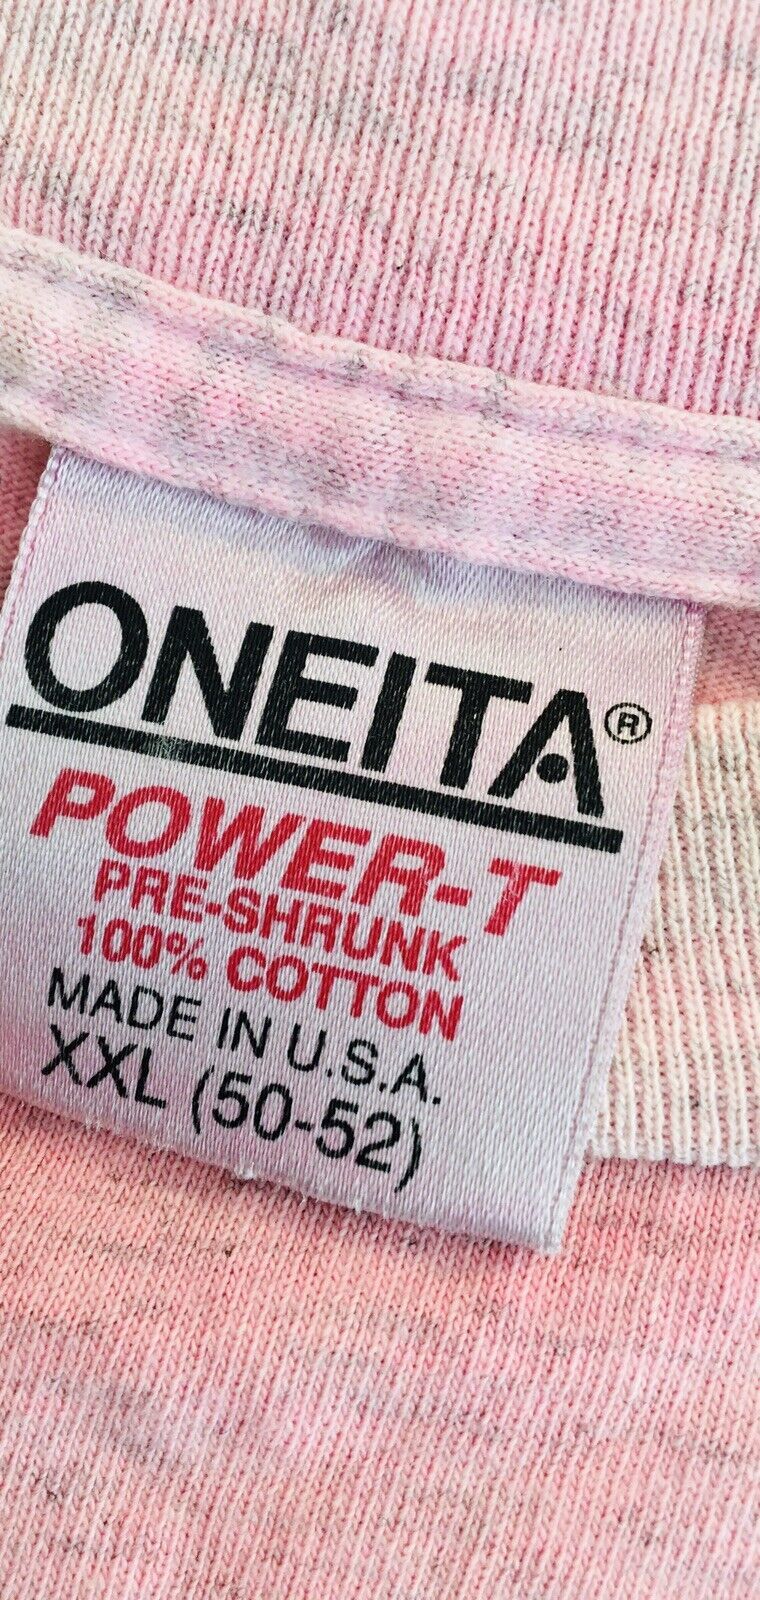 ONEITA®
POWER-T
PRE-SHRUNK
100% COTTON
MADE IN U.S.A.
XXL (50-52)